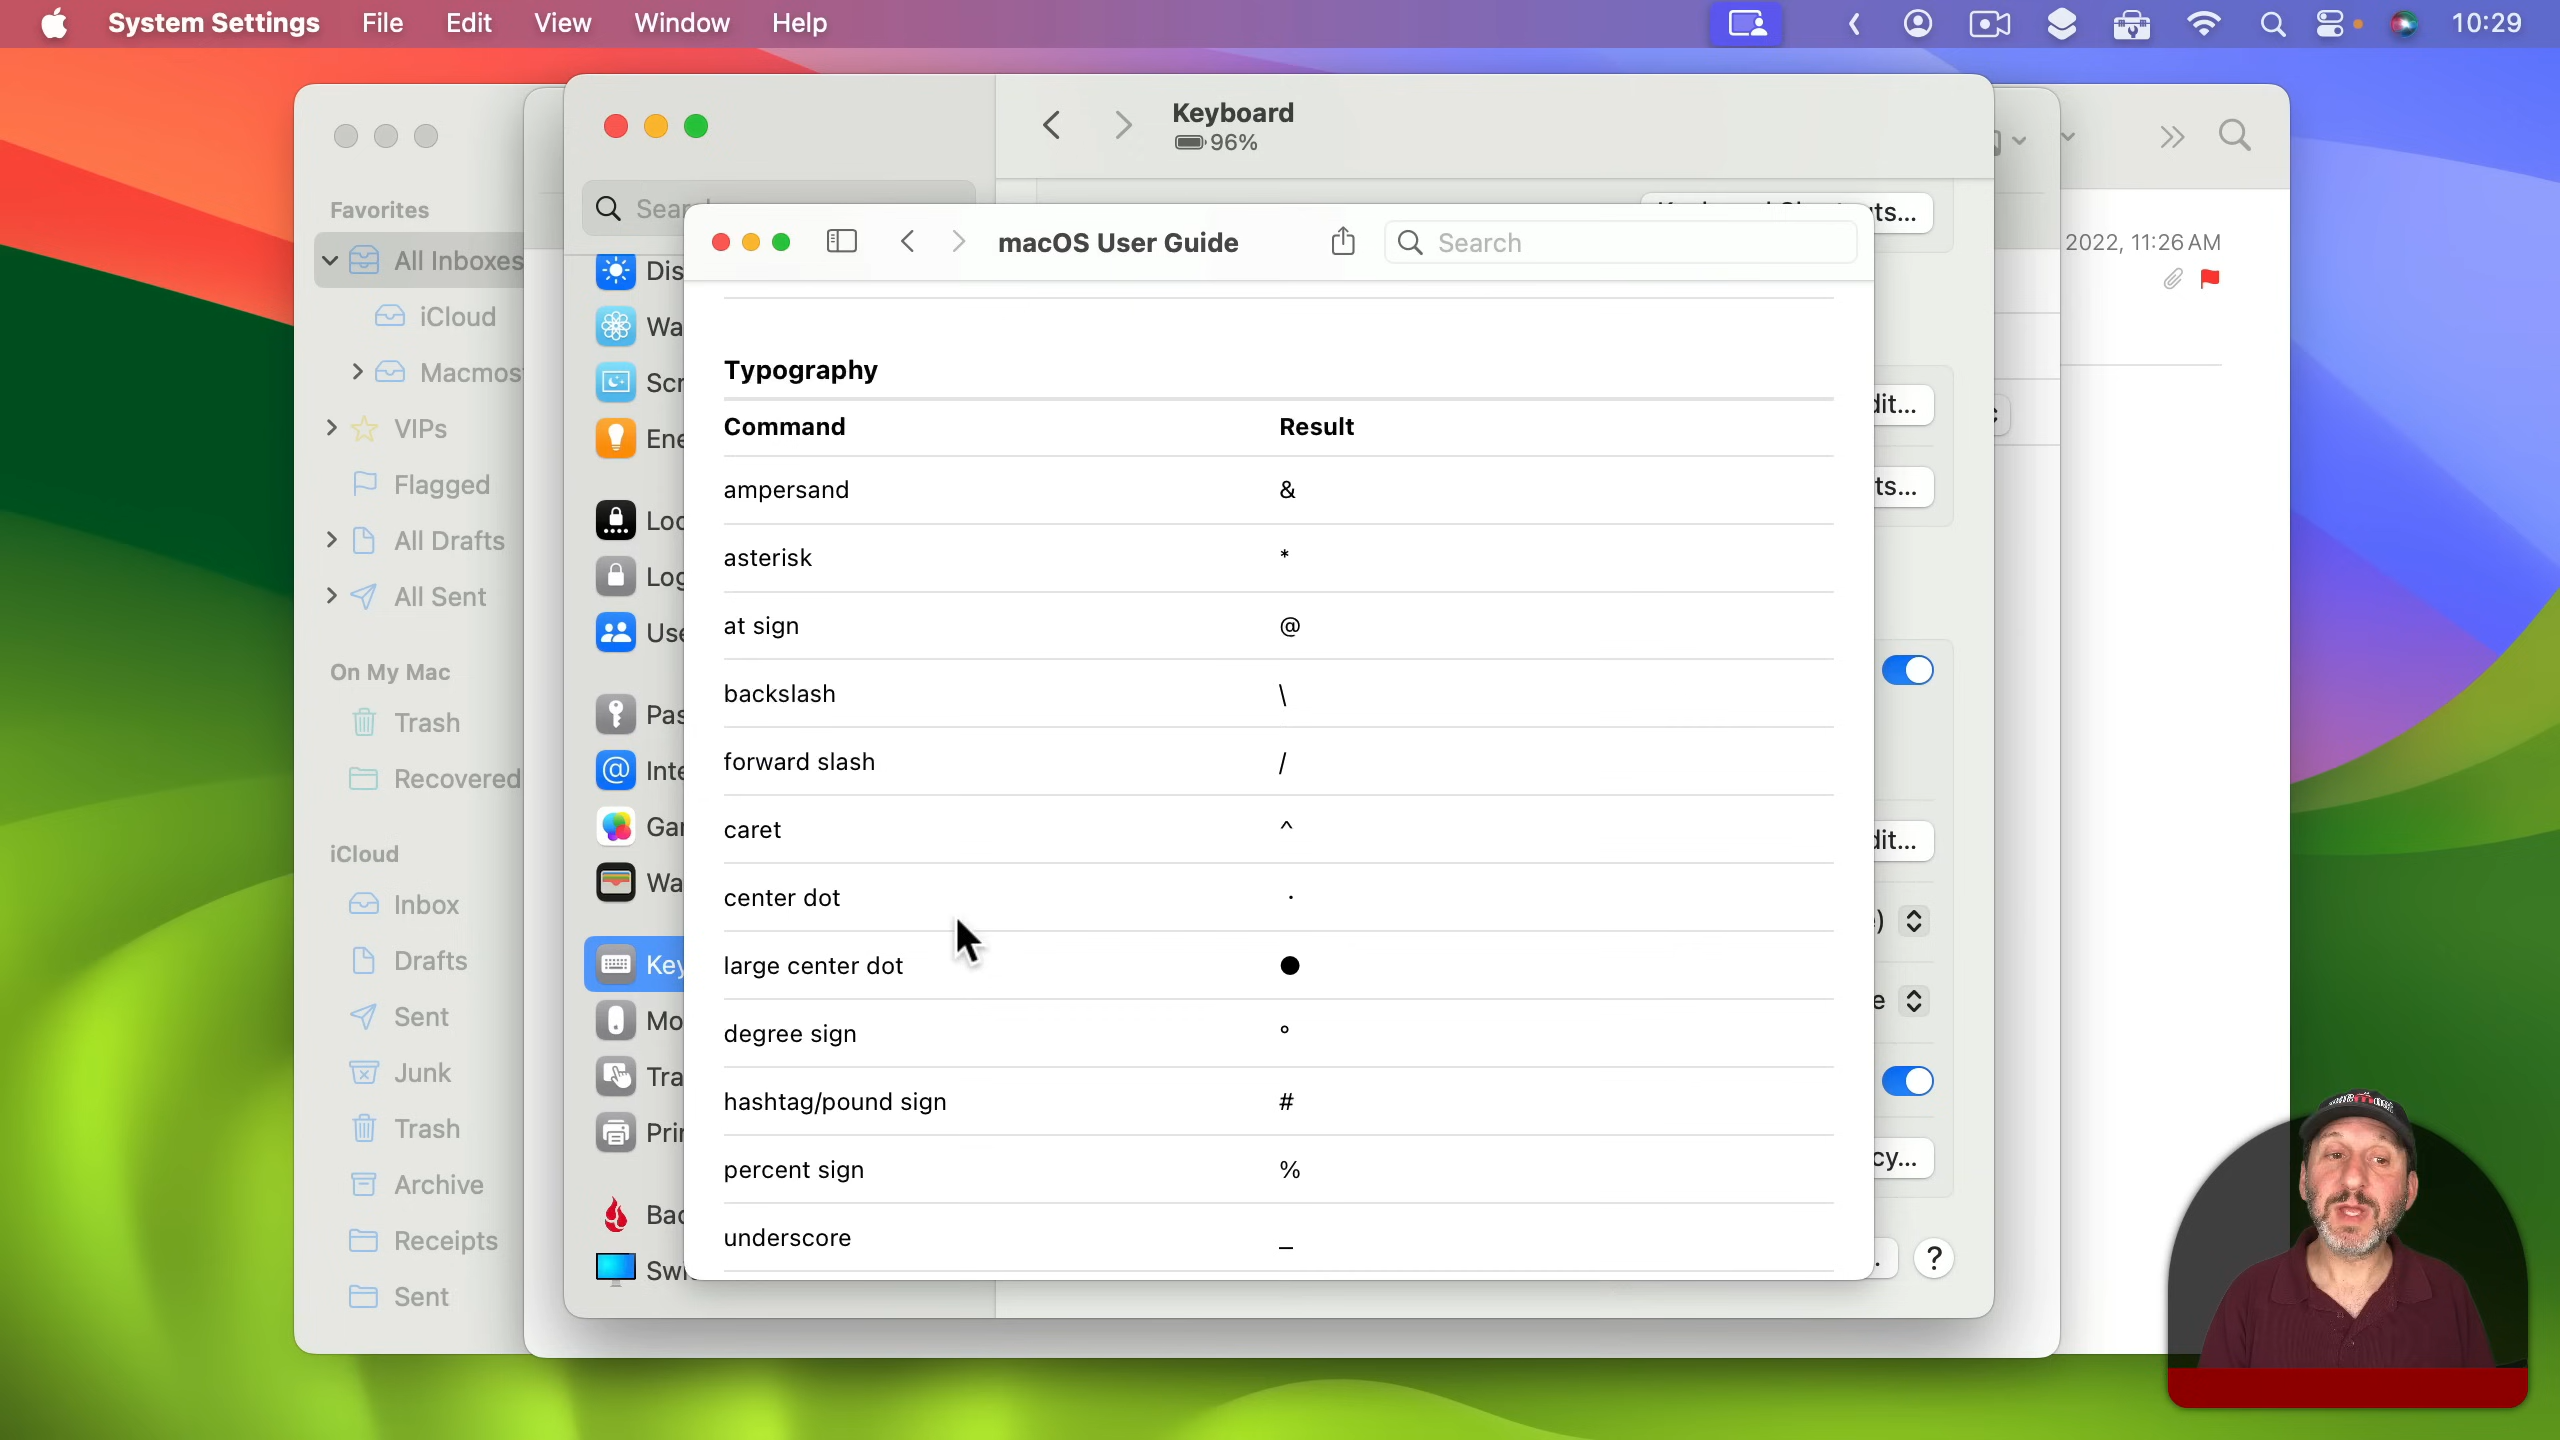 System Settings File Edit View Window Help 10:29
Keyboard
96%
Favorites
All Inboxes
iCloud
VIPs
Flagged
All Drafts
All Sent
On My Mac
Trash
Recovered
iCloud
Inbox
Drafts
Sent
Junk
Trash
Archive
Receipts
Sent
2022, 11:26 AM
macOS User Guide
Search
Typography
Command Result
ampersand &
asterisk *
at sign @
backslash \
forward slash /
caret ^
center dot ·
large center dot ●
degree sign °
hashtag/pound sign #
percent sign %
underscore _
?